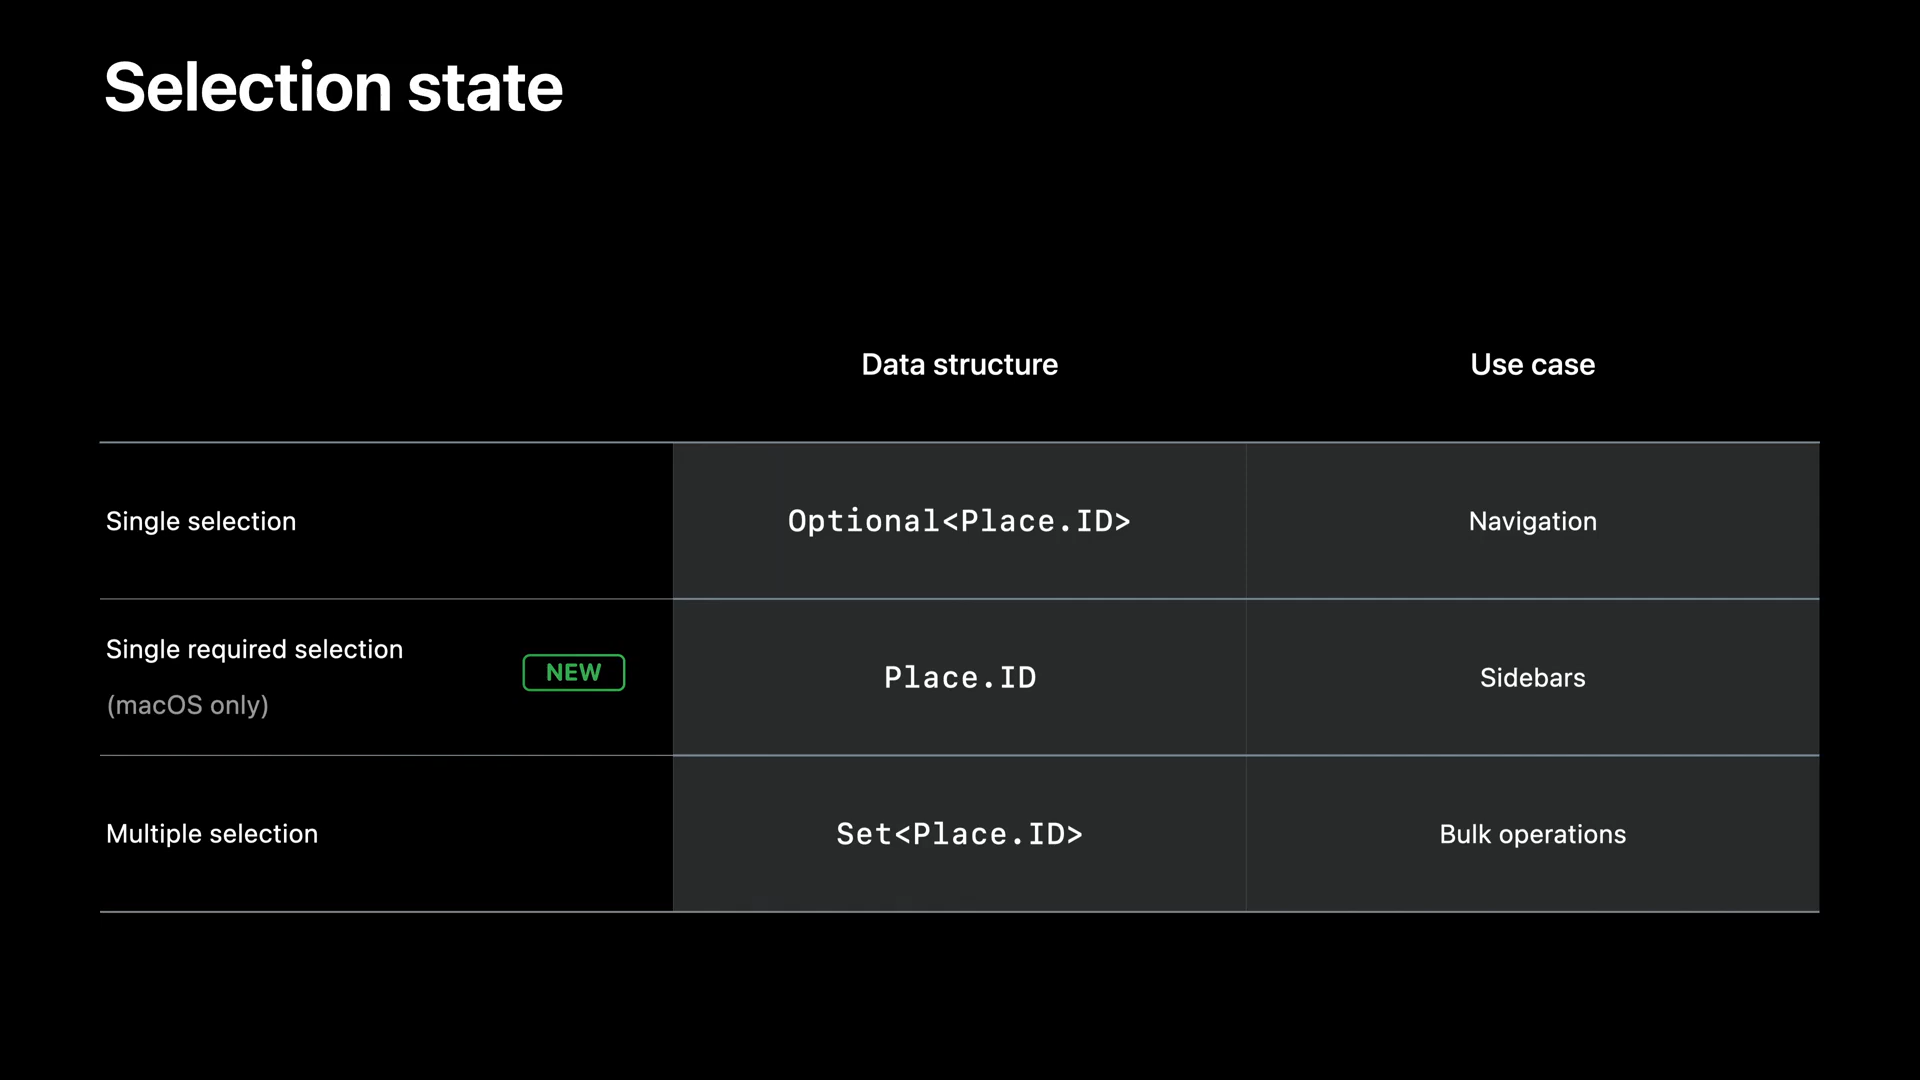 Selection state
Data structure
Use case
Single selection
Optional<Place.ID>
Navigation
Single required selection
(macOS only)
NEW
Place.ID
Sidebars
Multiple selection
Set<Place.ID>
Bulk operations